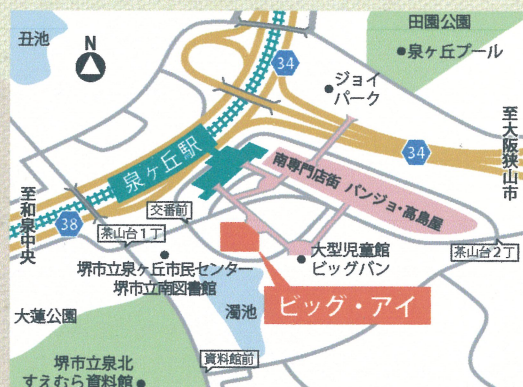 丑池
N
34
田園公園
泉ヶ丘プール
ジョイ
パーク
34
至大阪狭山市
泉ヶ丘駅
南専門店街 パンジョ・高島屋
至和泉中央
38
交番前
茶山台1丁
茶山台2丁
堺市立泉ヶ丘市民センター
堺市立南図書館
大型児童館
ビッグバン
大蓮公園
濁池
ビッグ・アイ
資料館前
堺市立泉北
すえむら資料館